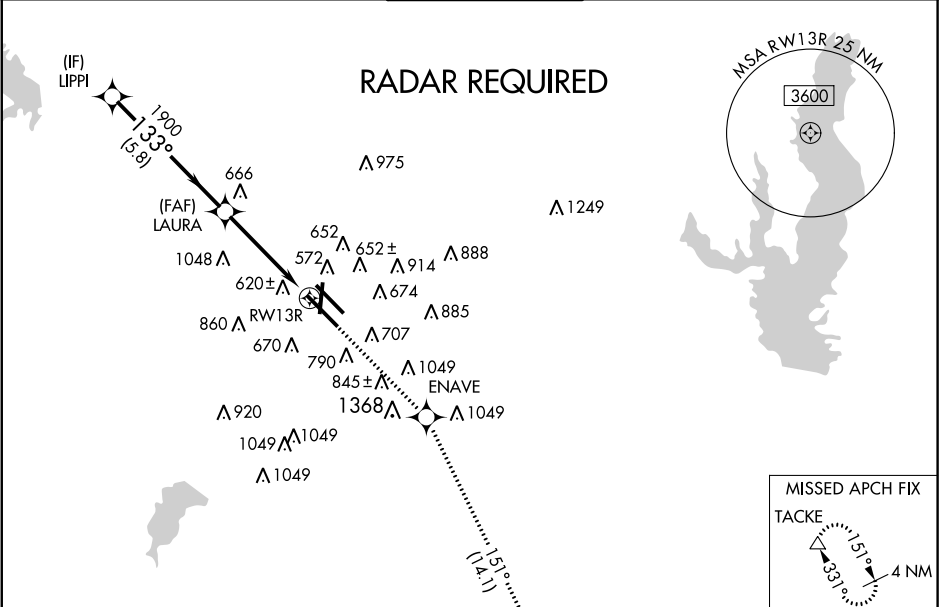 RADAR REQUIRED
MSA RW13R 25 NM
3600
(IF)
LIPPI
1900
133°
(5.8)
975
666
1249
(FAF)
LAURA
652
652±
888
1048
572
914
620±
674
RW13R
885
860
707
670
790
1049
845±
ENAVE
1368
1049
920
1049
1049
1049
151°
(14.1)
MISSED APCH FIX
TACKE
151°
331°
4 NM